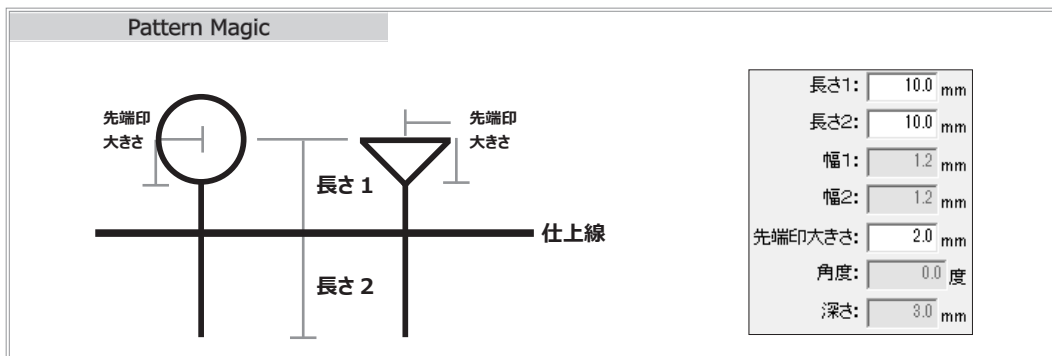 Pattern Magic
先端印
大きさ
先端印
大きさ
長さ 1
仕上線
長さ 2
長さ1: 10.0 mm
長さ2: 10.0 mm
幅1: 1.2 mm
幅2: 1.2 mm
先端印大きさ: 2.0 mm
角度: 0.0 度
深さ: 3.0 mm